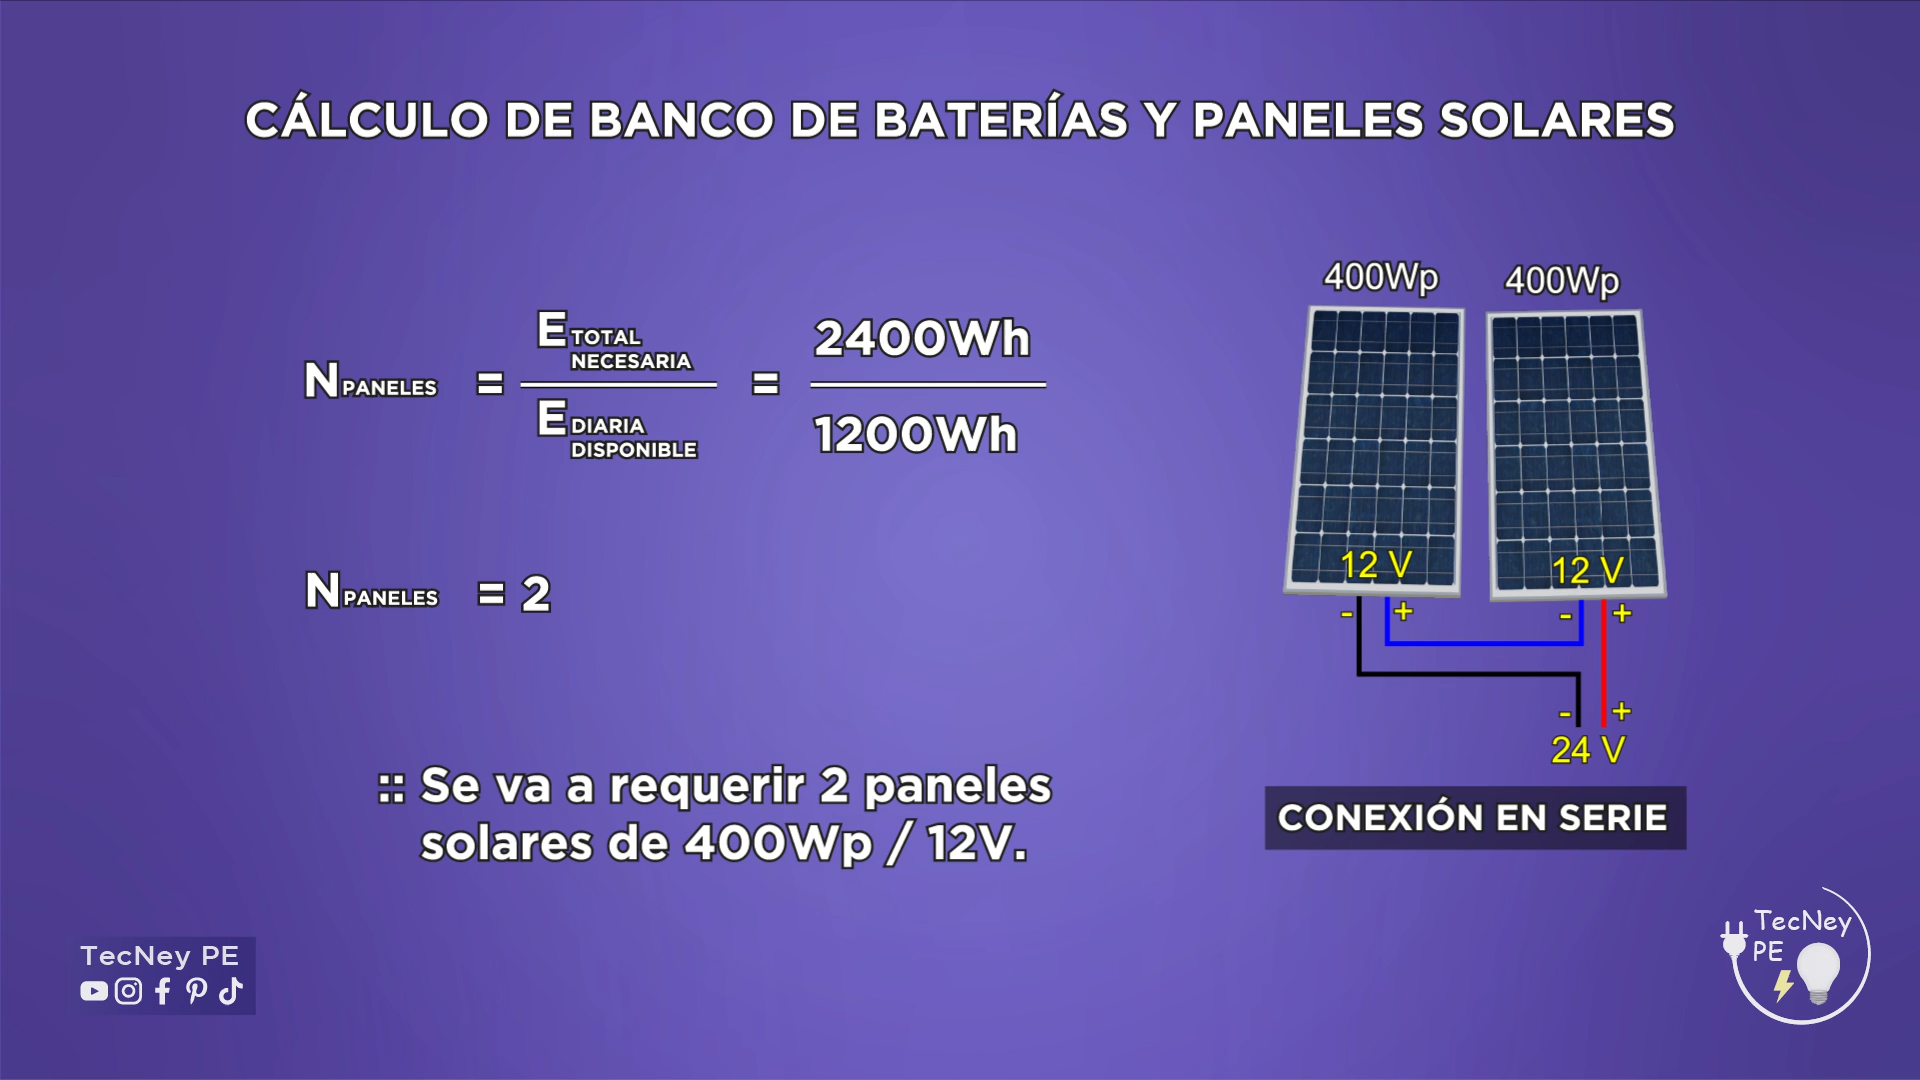 CÁLCULO DE BANCO DE BATERÍAS Y PANELES SOLARES
N PANELES = E TOTAL NECESARIA / E DIARIA DISPONIBLE = 2400Wh / 1200Wh
N PANELES = 2
:: Se va a requerir 2 paneles
solares de 400Wp / 12V.
400Wp 400Wp
12 V 12 V
- + - +
- +
24 V
CONEXIÓN EN SERIE
TecNey PE
TecNey
PE